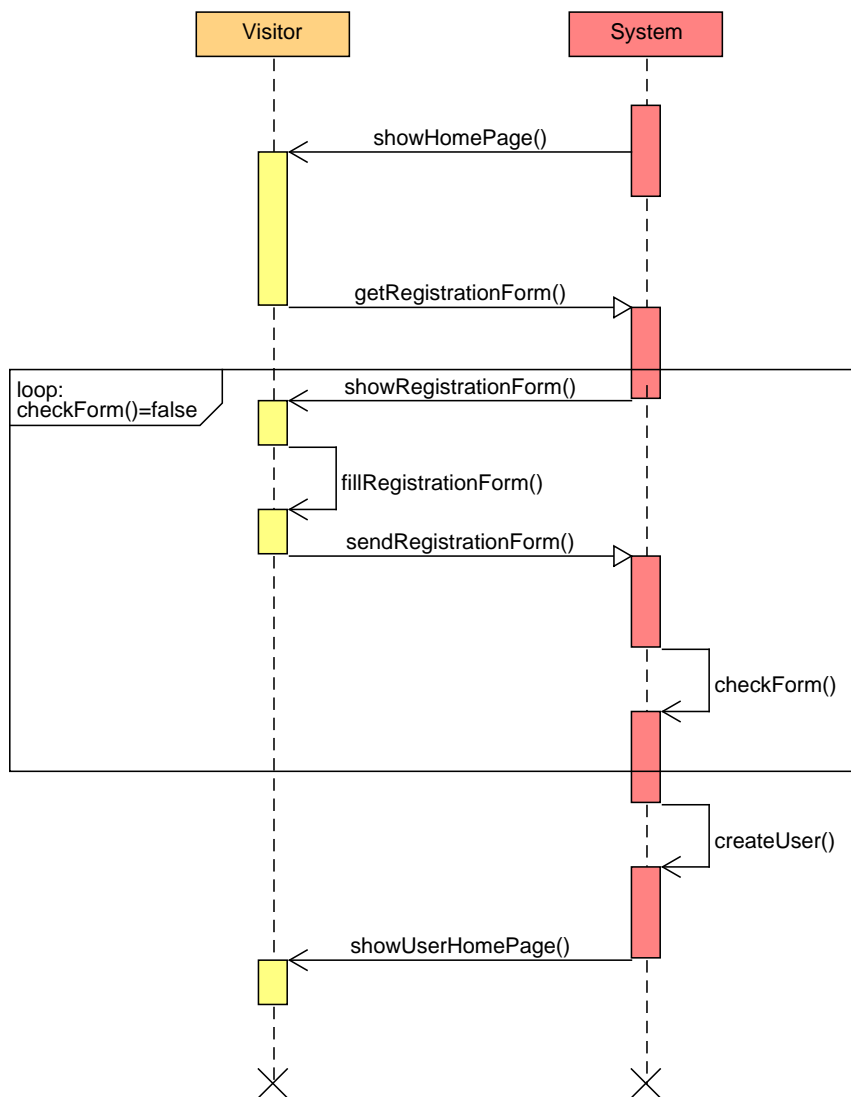 Visitor
System
showHomePage()
getRegistrationForm()
loop:
checkForm()=false
showRegistrationForm()
fillRegistrationForm()
sendRegistrationForm()
checkForm()
createUser()
showUserHomePage()